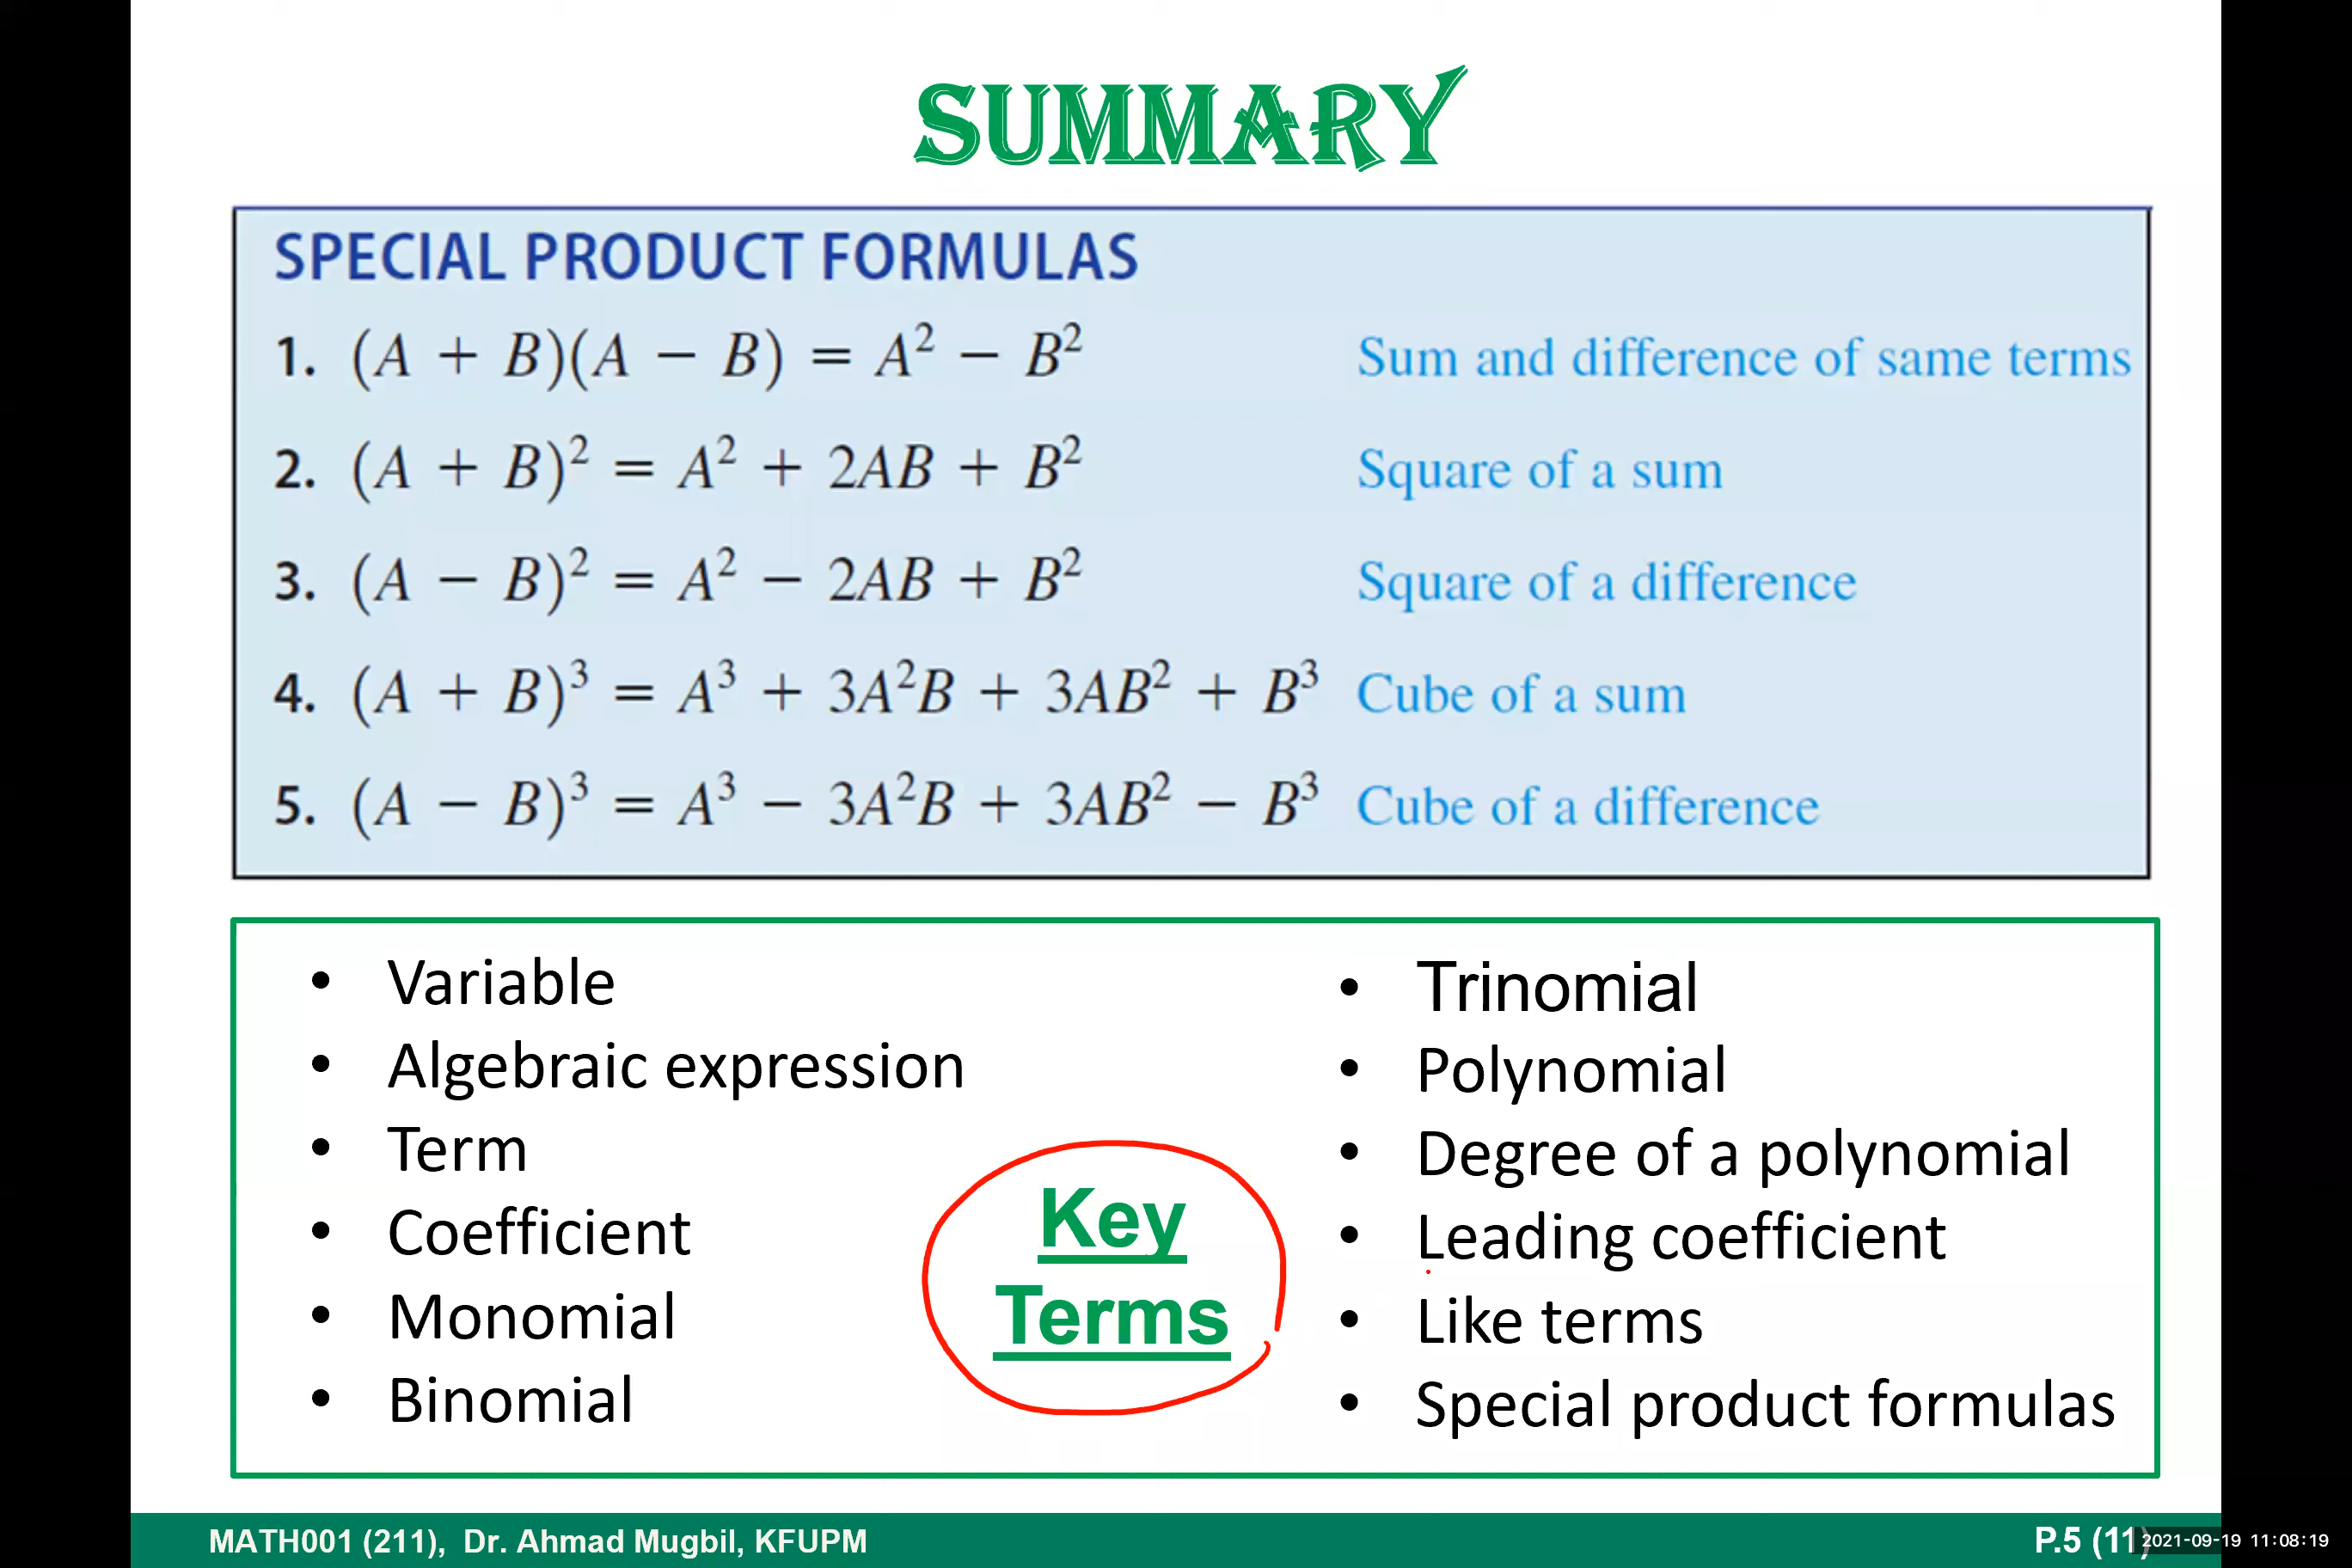 SUMMARY
SPECIAL PRODUCT FORMULAS
1. (A + B)(A − B) = A² − B² Sum and difference of same terms
2. (A + B)² = A² + 2AB + B² Square of a sum
3. (A − B)² = A² − 2AB + B² Square of a difference
4. (A + B)³ = A³ + 3A²B + 3AB² + B³ Cube of a sum
5. (A − B)³ = A³ − 3A²B + 3AB² − B³ Cube of a difference
• Variable
• Algebraic expression
• Term
• Coefficient
• Monomial
• Binomial
Key
Terms
• Trinomial
• Polynomial
• Degree of a polynomial
• Leading coefficient
• Like terms
• Special product formulas
MATH001 (211), Dr. Ahmad Mugbil, KFUPM
P.5 (11)
2021-09-19 11:08:19